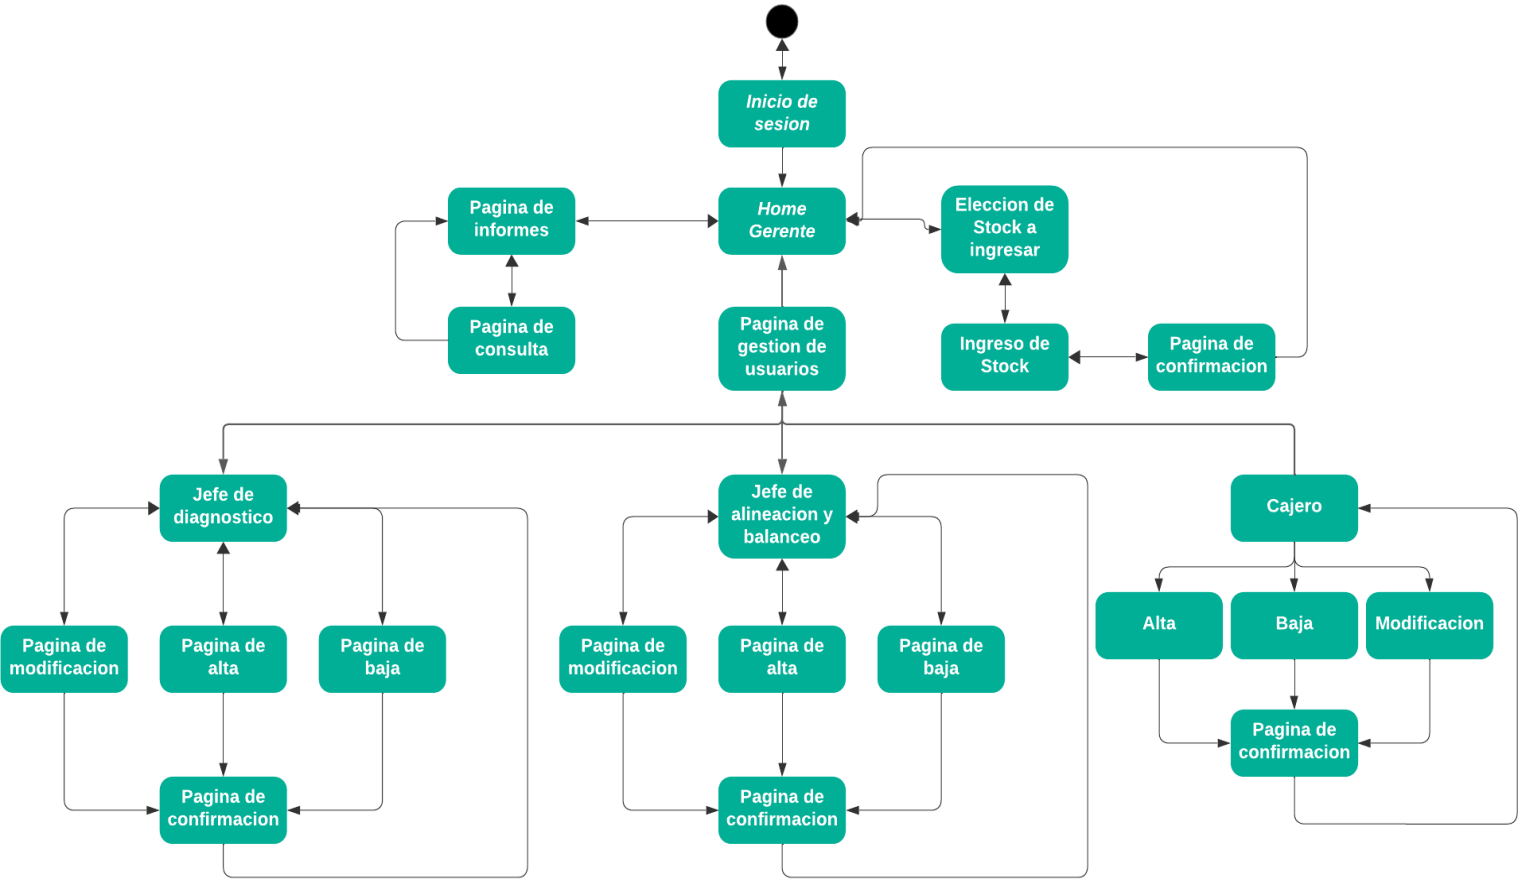 Inicio de
sesion
Pagina de
informes
Home
Gerente
Eleccion de
Stock a
ingresar
Pagina de
consulta
Pagina de
gestion de
usuarios
Ingreso de
Stock
Pagina de
confirmacion
Jefe de
diagnostico
Jefe de
alineacion y
balanceo
Cajero
Pagina de
modificacion
Pagina de
alta
Pagina de
baja
Pagina de
modificacion
Pagina de
alta
Pagina de
baja
Alta
Baja
Modificacion
Pagina de
confirmacion
Pagina de
confirmacion
Pagina de
confirmacion